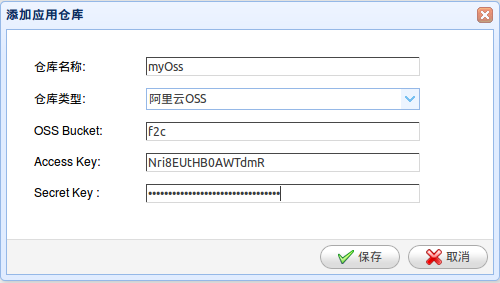 添加应用仓库
仓库名称: myOss
仓库类型: 阿里云OSS
OSS Bucket: f2c
Access Key: Nri8EUtHB0AWTdmR
Secret Key : ••••••••••••••••••••••••••••••
保存 取消